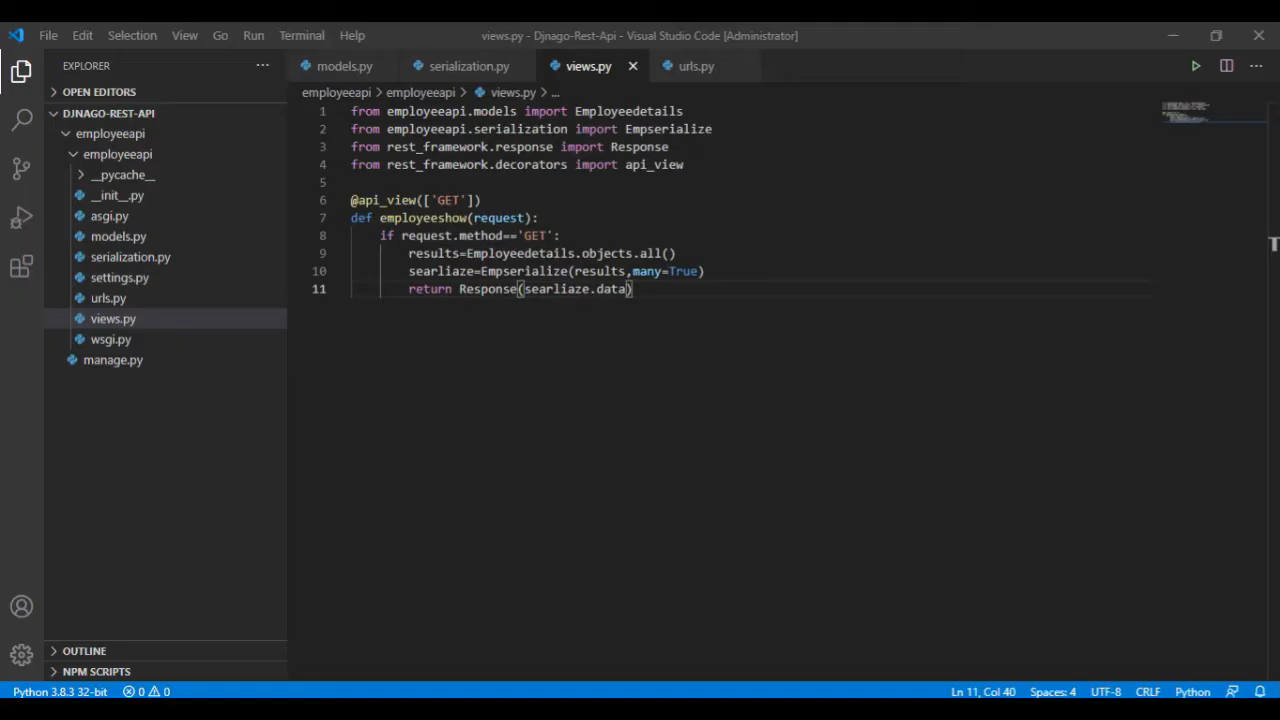 File Edit Selection View Go Run Terminal Help views.py - Djnago-Rest-Api - Visual Studio Code [Administrator]
EXPLORER
OPEN EDITORS
DJNAGO-REST-API
employeeapi
employeeapi
__pycache__
__init__.py
asgi.py
models.py
serialization.py
settings.py
urls.py
views.py
wsgi.py
manage.py
OUTLINE
NPM SCRIPTS
models.py serialization.py views.py urls.py
employeeapi > employeeapi > views.py > ...
1 from employeeapi.models import Employeedetails
2 from employeeapi.serialization import Empserialize
3 from rest_framework.response import Response
4 from rest_framework.decorators import api_view
5
6 @api_view(['GET'])
7 def employeeshow(request):
8 if request.method=='GET':
9 results=Employeedetails.objects.all()
10 searliaze=Empserialize(results,many=True)
11 return Response(searliaze.data)
Python 3.8.3 32-bit 0 0 Ln 11, Col 40 Spaces: 4 UTF-8 CRLF Python